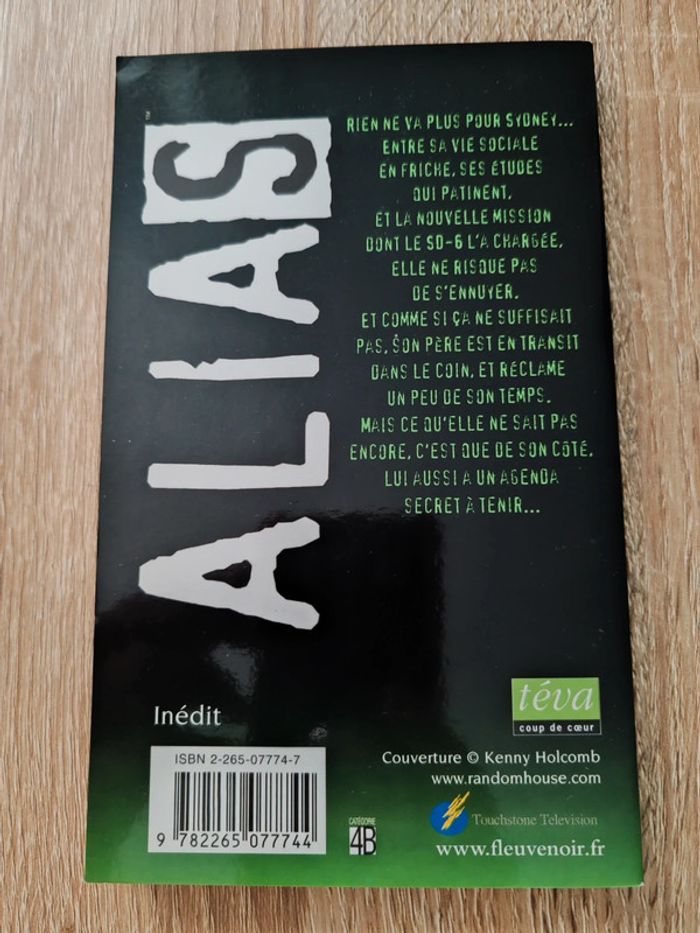 ALIAS
RIEN NE VA PLUS POUR SYDNEY...
ENTRE SA VIE SOCIALE
EN FRICHE, SES ÉTUDES
QUI PATINENT,
ET LA NOUVELLE MISSION
DONT LE SD-6 L'A CHARGÉE,
ELLE NE RISQUE PAS
DE S'ENNUYER.
ET COMME SI ÇA NE SUFFISAIT
PAS, SON PÈRE EST EN TRANSIT
DANS LE COIN, ET RÉCLAME
UN PEU DE SON TEMPS.
MAIS CE QU'ELLE NE SAIT PAS
ENCORE, C'EST QUE DE SON CÔTÉ,
LUI AUSSI A UN AGENDA
SECRET À TENIR...
téva
coup de cœur
Inédit
ISBN 2-265-07774-7
9 782265 077744
CATÉGORIE
4B
Couverture © Kenny Holcomb
www.randomhouse.com
Touchstone Television
www.fleuvenoir.fr